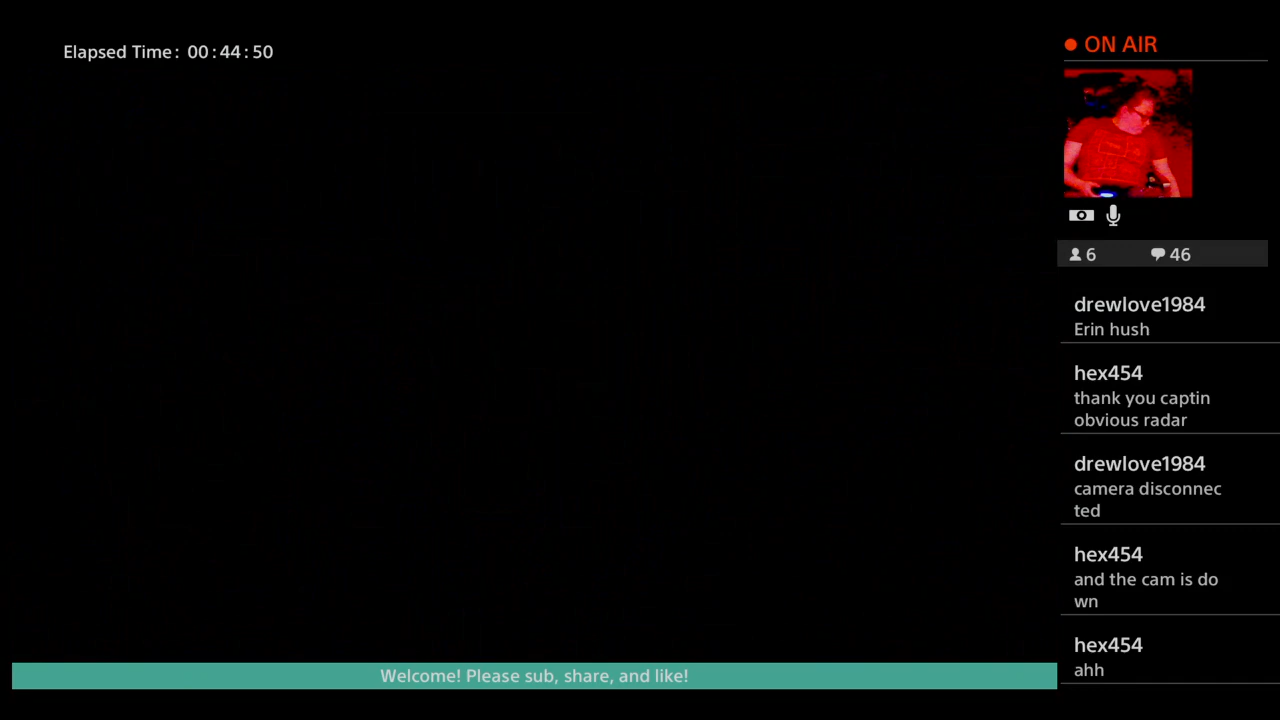 Elapsed Time: 00:44:50
ON AIR
6 46
drewlove1984
Erin hush
hex454
thank you captin
obvious radar
drewlove1984
camera disconnec
ted
hex454
and the cam is do
wn
hex454
ahh
Welcome! Please sub, share, and like!